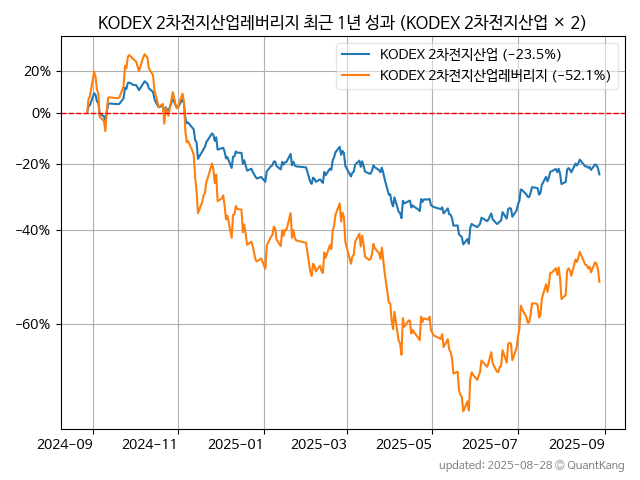 KODEX 2차전지산업레버리지 최근 1년 성과 (KODEX 2차전지산업 × 2)
KODEX 2차전지산업 (−23.5%)
KODEX 2차전지산업레버리지 (−52.1%)
20%
0%
−20%
−40%
−60%
2024-09 2024-11 2025-01 2025-03 2025-05 2025-07 2025-09
updated: 2025-08-28 © QuantKang